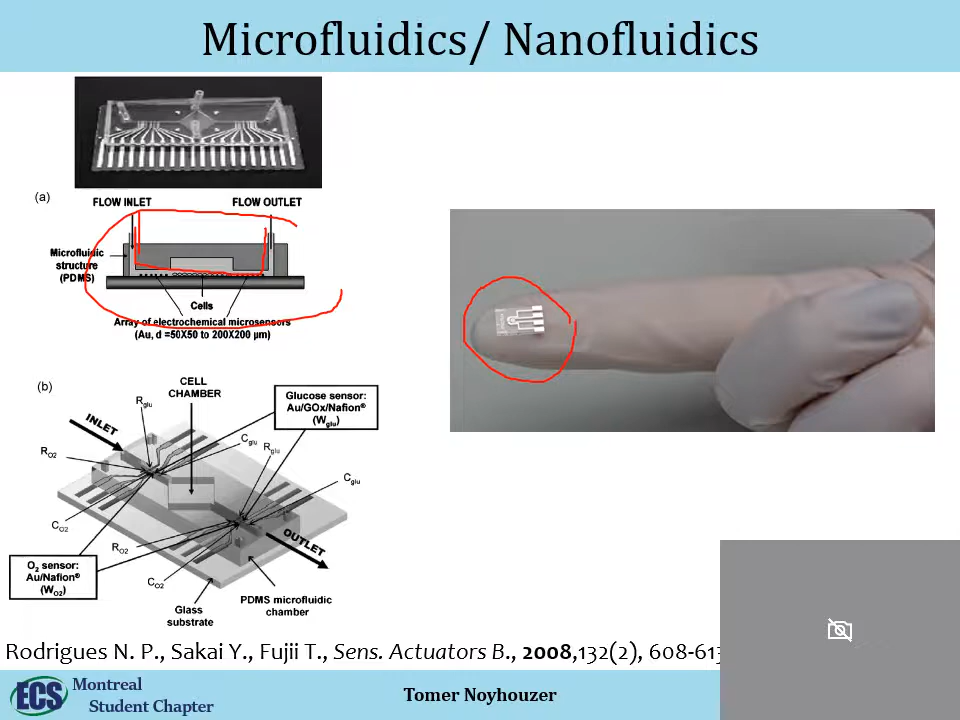 Microfluidics/ Nanofluidics
(a)
FLOW INLET
FLOW OUTLET
Microfluidic
structure
(PDMS)
Cells
Array of electrochemical microsensors
(Au, d =50X50 to 200X200 µm)
(b)
CELL
CHAMBER
Glucose sensor:
Au/GOx/Nafion®
(Wglu)
Rglu
INLET
Cglu
Rglu
RO2
Cglu
CO2
OUTLET
RO2
O2 sensor:
Au/Nafion®
(WO2)
CO2
PDMS microfluidic
chamber
Glass
substrate
Rodrigues N. P., Sakai Y., Fujii T., Sens. Actuators B., 2008,132(2), 608-613
ECS
Montreal
Student Chapter
Tomer Noyhouzer